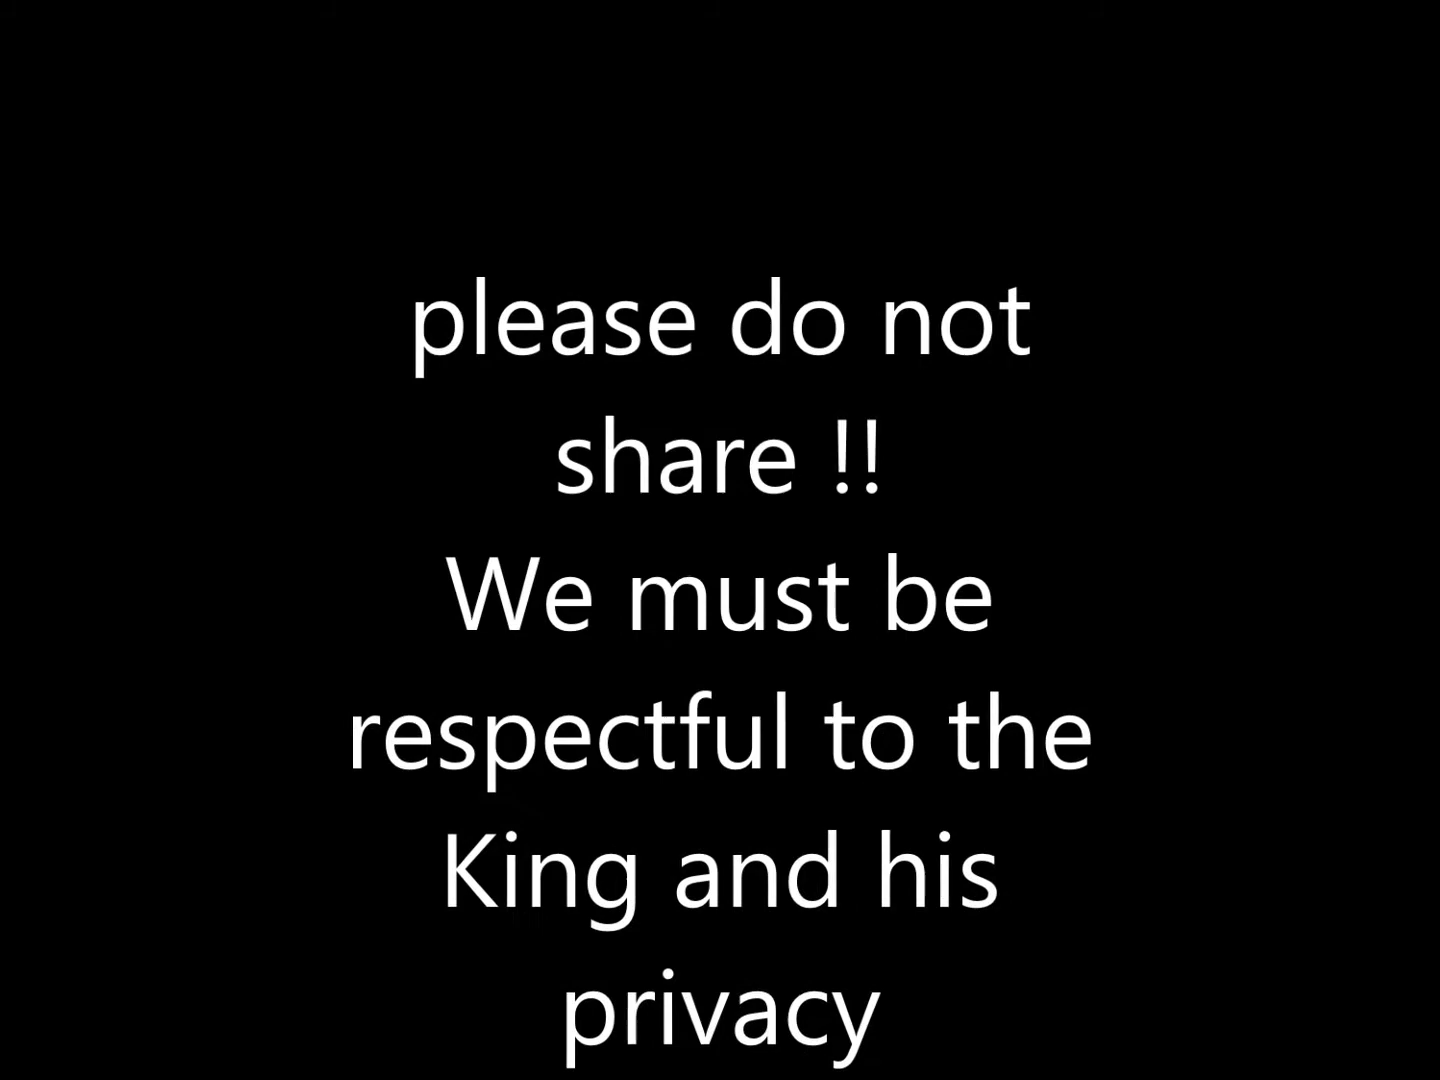 please do not
share !!
We must be
respectful to the
King and his
privacy